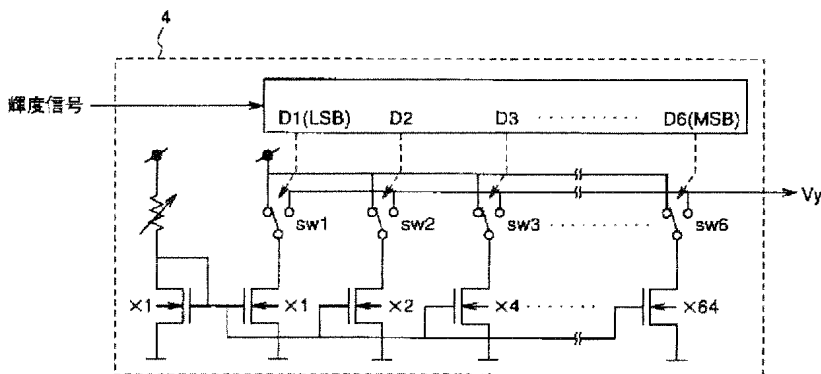 4
輝度信号
D1(LSB) D2 D3 ········· D6(MSB)
Vy
sw1 sw2 sw3 ········· sw6
×1 ×1 ×2 ×4 ······· ×64